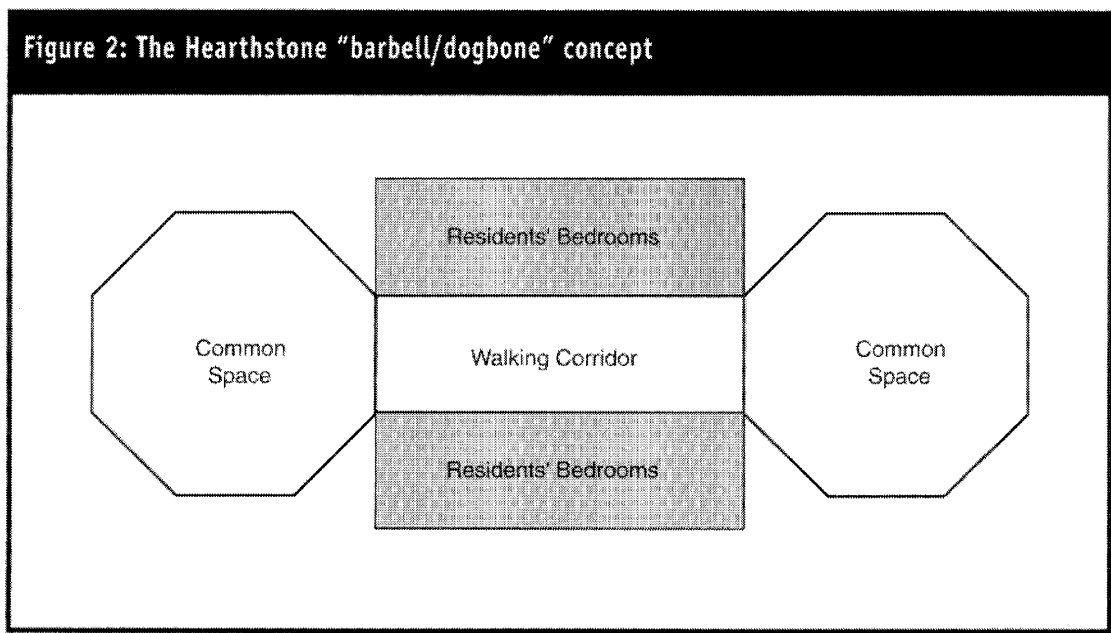 Figure 2: The Hearthstone "barbell/dogbone" concept
Residents' Bedrooms
Common
Space
Walking Corridor
Common
Space
Residents' Bedrooms